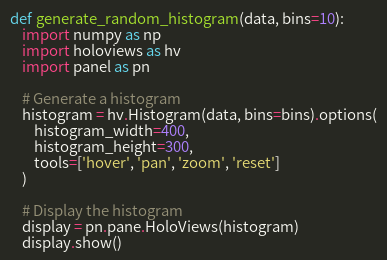 def generate_random_histogram(data, bins=10):
import numpy as np
import holoviews as hv
import panel as pn
# Generate a histogram
histogram = hv.Histogram(data, bins=bins).options(
histogram_width=400,
histogram_height=300,
tools=['hover', 'pan', 'zoom', 'reset']
)
# Display the histogram
display = pn.pane.HoloViews(histogram)
display.show()